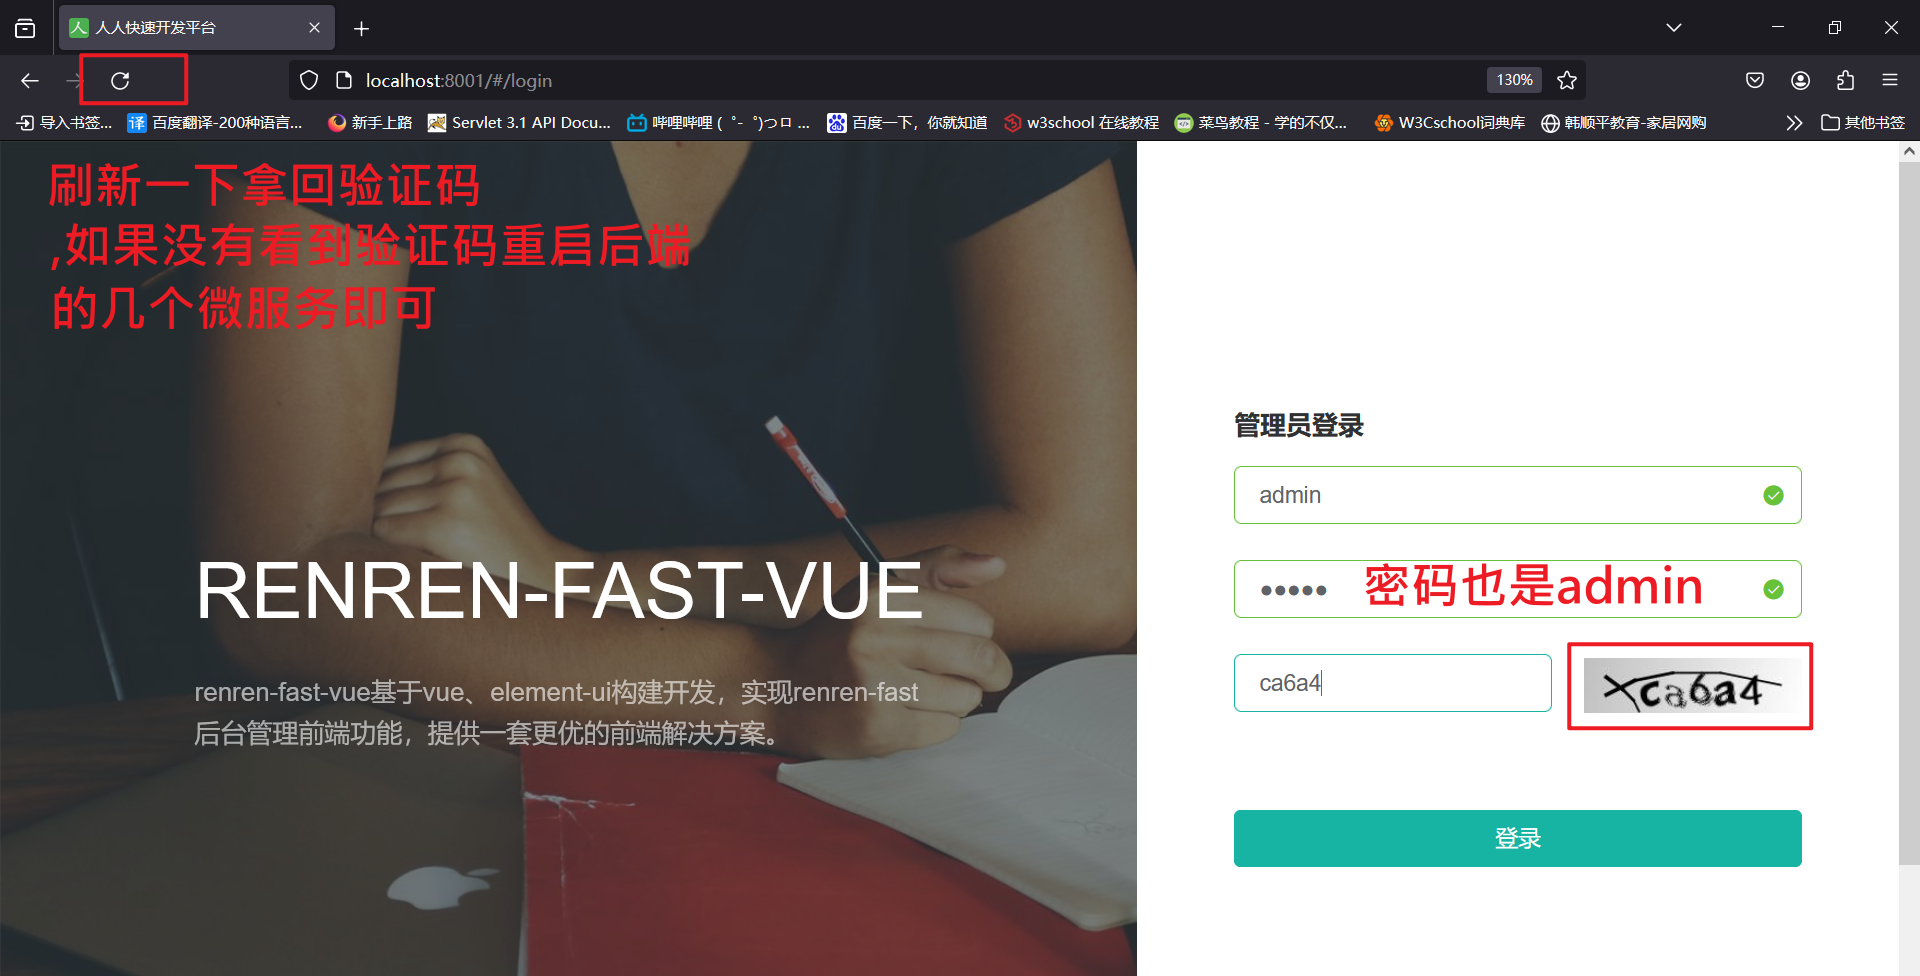 人人快速开发平台
localhost:8001/#/login
130%
导入书签...
百度翻译-200种语言...
新手上路
Servlet 3.1 API Docu...
哔哩哔哩 ( ゜- ゜)つロ ...
百度一下，你就知道
w3school 在线教程
菜鸟教程 - 学的不仅...
W3Cschool词典库
韩顺平教育-家居网购
其他书签
刷新一下拿回验证码
,如果没有看到验证码重启后端
的几个微服务即可
RENREN-FAST-VUE
renren-fast-vue基于vue、element-ui构建开发，实现renren-fast
后台管理前端功能，提供一套更优的前端解决方案。
管理员登录
admin
●●●●● 密码也是admin
ca6a4
ca6a4
登录